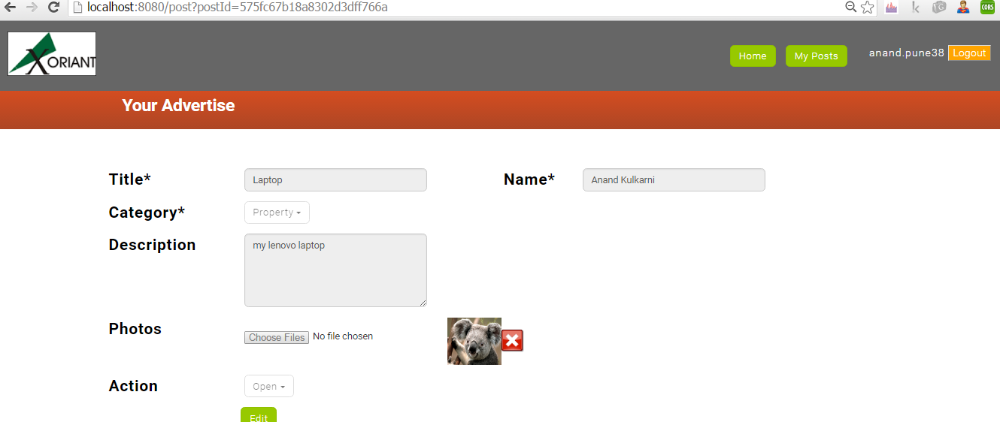 localhost:8080/post?postId=575fc67b18a8302d3dff766a
CORS
XORIANT
Home My Posts anand.pune38 Logout
Your Advertise
Title* Laptop Name* Anand Kulkarni
Category* Property
Description my lenovo laptop
Photos Choose Files No file chosen
Action Open
Edit